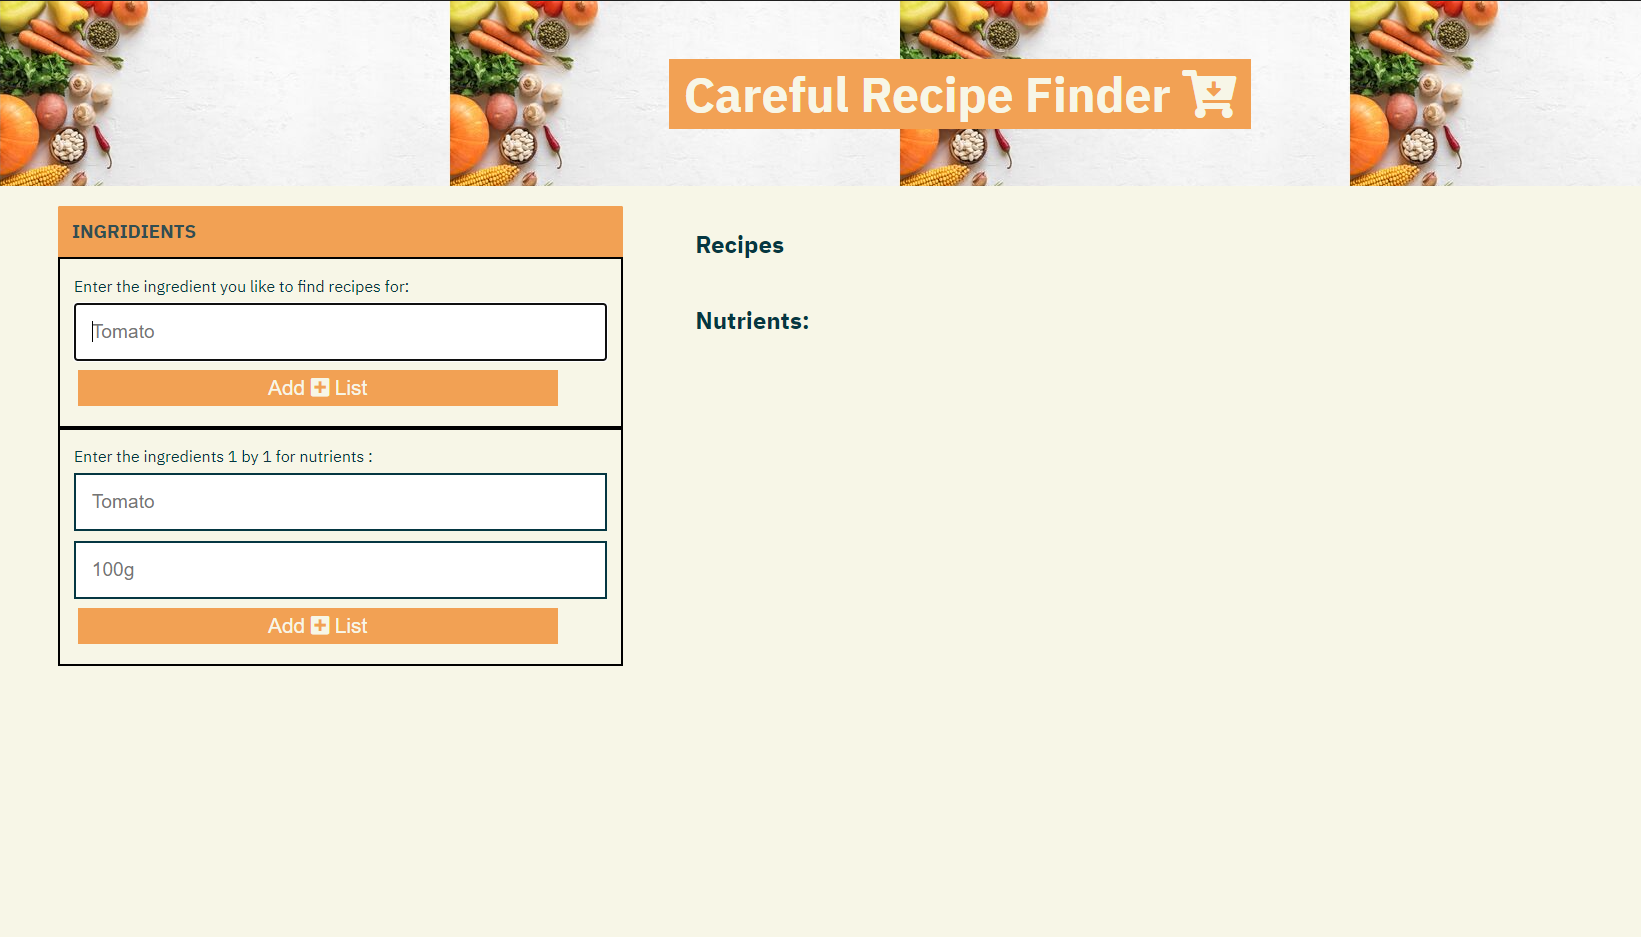 Careful Recipe Finder
INGRIDIENTS
Enter the ingredient you like to find recipes for:
Tomato
Add List
Enter the ingredients 1 by 1 for nutrients :
Tomato
100g
Add List
Recipes
Nutrients: